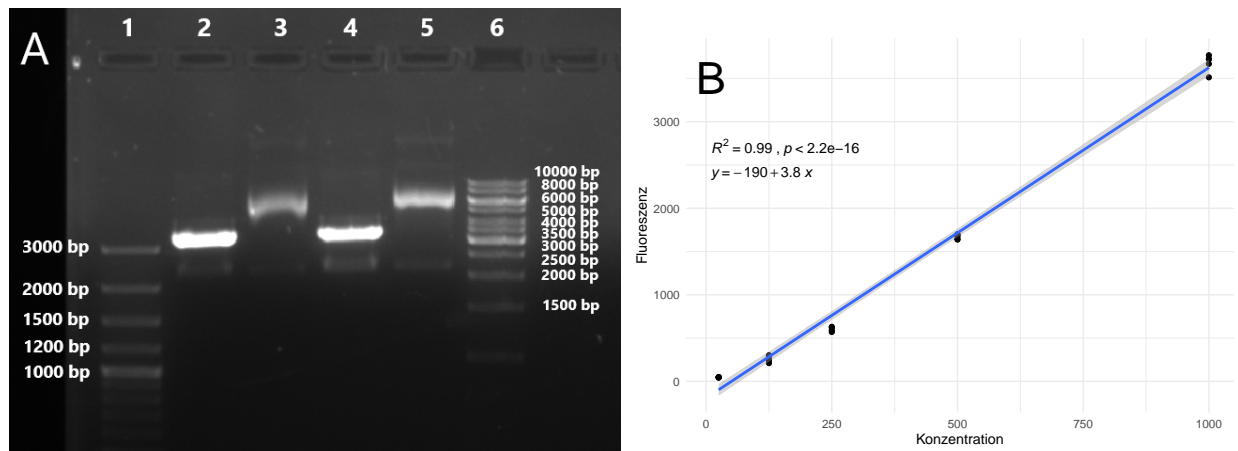 A
1 2 3 4 5 6
10000 bp
8000 bp
6000 bp
5000 bp
4000 bp
3500 bp
3000 bp
2500 bp
2000 bp
1500 bp
3000 bp
2000 bp
1500 bp
1200 bp
1000 bp
B
R² = 0.99 , p < 2.2e−16
y = −190 + 3.8 x
Fluoreszenz
3000
2000
1000
0
0 250 500 750 1000
Konzentration